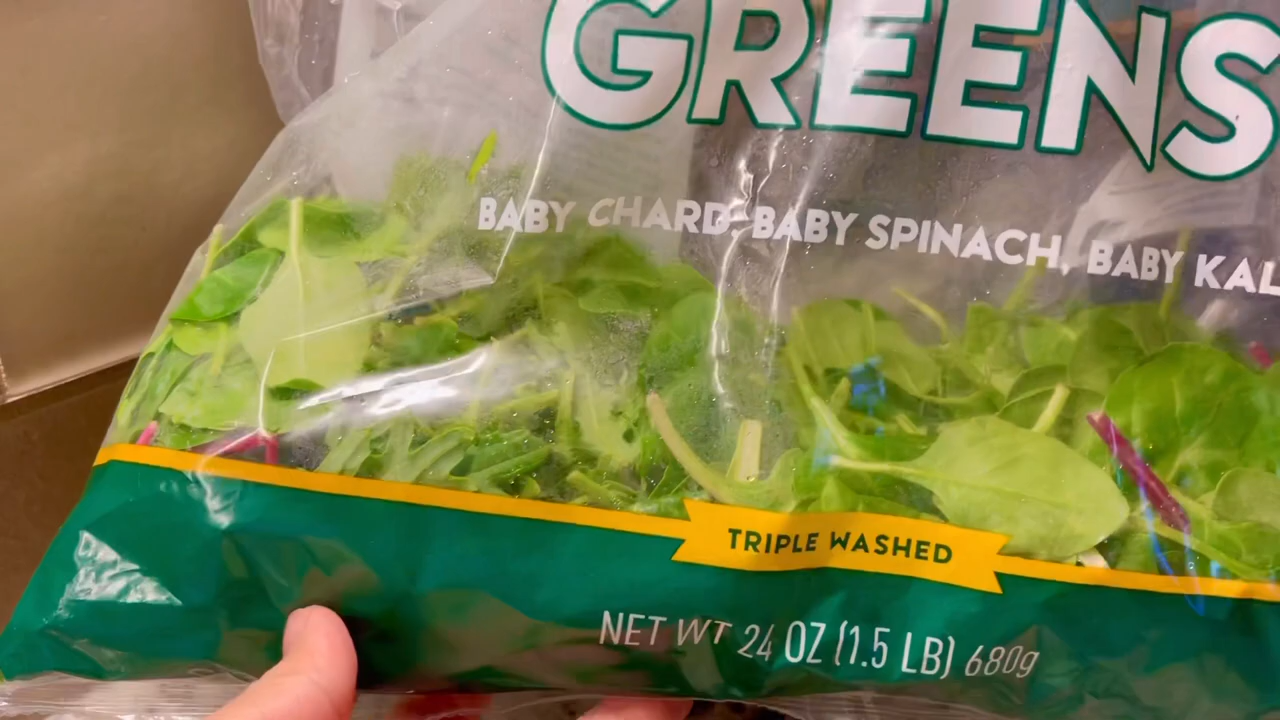 GREENS
BABY CHARD, BABY SPINACH, BABY KAL
TRIPLE WASHED
NET WT 24 OZ (1.5 LB) 680g